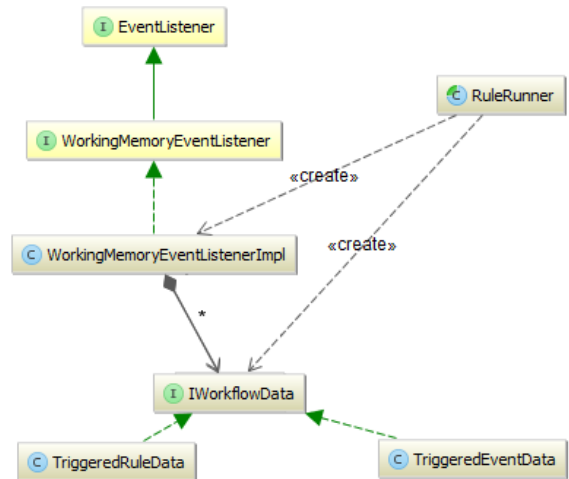 I EventListener
C RuleRunner
I WorkingMemoryEventListener
«create»
C WorkingMemoryEventListenerImpl
«create»
*
I IWorkflowData
C TriggeredRuleData
C TriggeredEventData